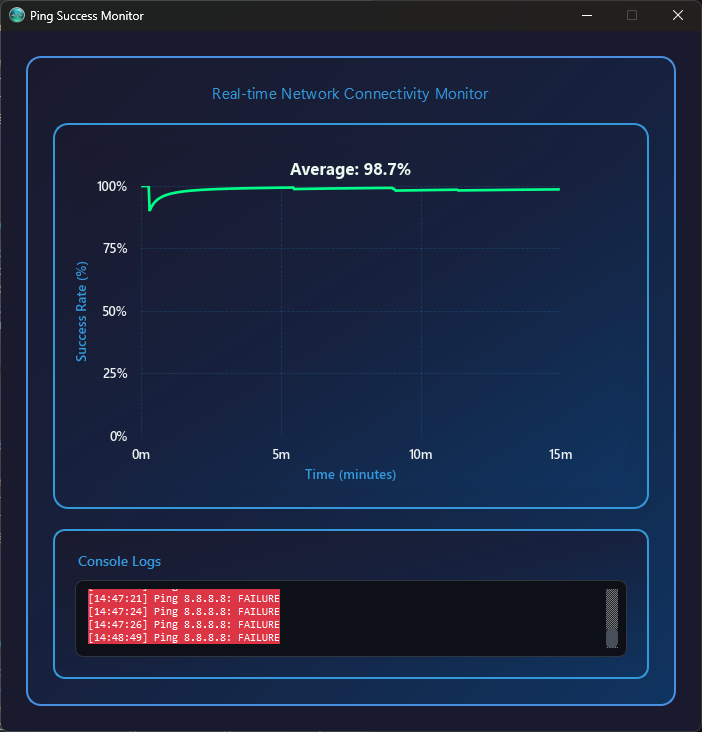 Ping Success Monitor
Real-time Network Connectivity Monitor
Average: 98.7%
100%
75%
50%
25%
0%
Success Rate (%)
0m 5m 10m 15m
Time (minutes)
Console Logs
[14:47:21] Ping 8.8.8.8: FAILURE
[14:47:24] Ping 8.8.8.8: FAILURE
[14:47:26] Ping 8.8.8.8: FAILURE
[14:48:49] Ping 8.8.8.8: FAILURE